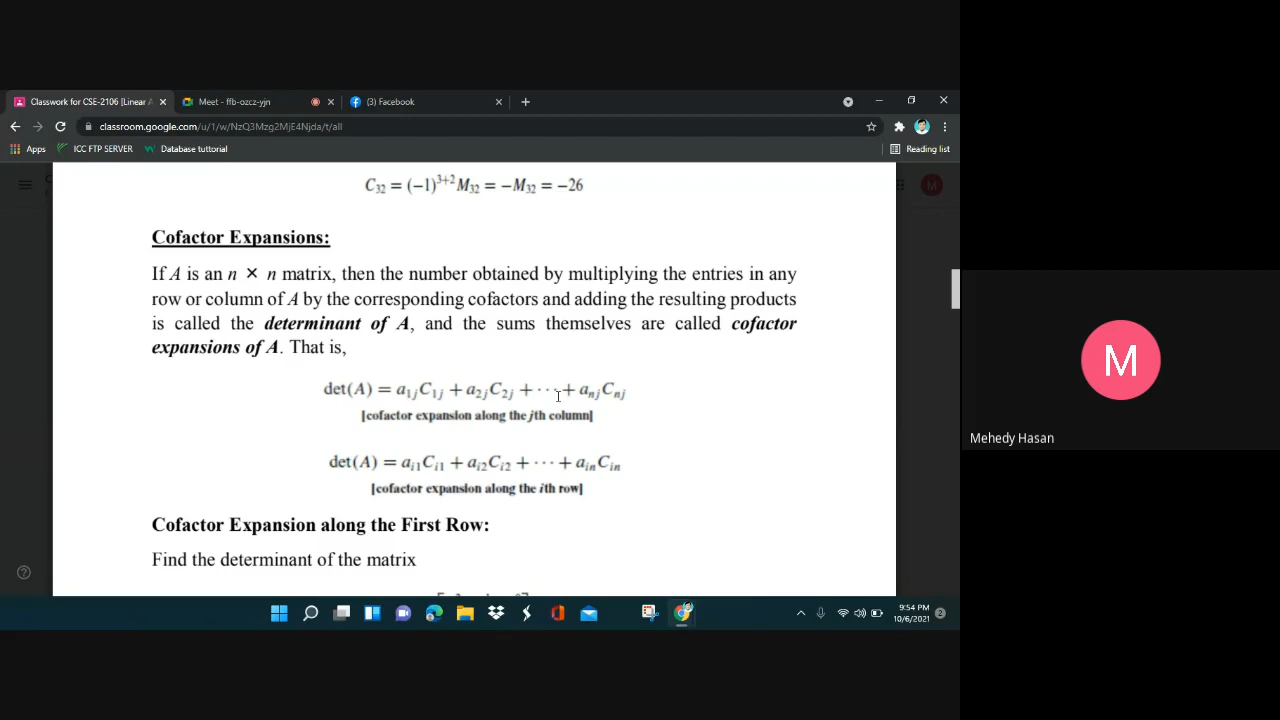 Classwork for CSE-2106 [Linear A
Meet - ffb-ozcz-yjn
(3) Facebook
classroom.google.com/u/1/w/NzQ3Mzg2MjE4Njda/t/all
Apps
ICC FTP SERVER
Database tuttorial
Reading list
C₃₂ = (−1)³⁺²M₃₂ = −M₃₂ = −26
M
Cofactor Expansions:
If A is an n × n matrix, then the number obtained by multiplying the entries in any
row or column of A by the corresponding cofactors and adding the resulting products
is called the determinant of A, and the sums themselves are called cofactor
expansions of A. That is,
det(A) = a₁ⱼC₁ⱼ + a₂ⱼC₂ⱼ + ··· + aₙⱼCₙⱼ
[cofactor expansion along the jth column]
det(A) = aᵢ₁Cᵢ₁ + aᵢ₂Cᵢ₂ + ··· + aᵢₙCᵢₙ
[cofactor expansion along the ith row]
Cofactor Expansion along the First Row:
Find the determinant of the matrix
M
Mehedy Hasan
9:54 PM
10/6/2021
2